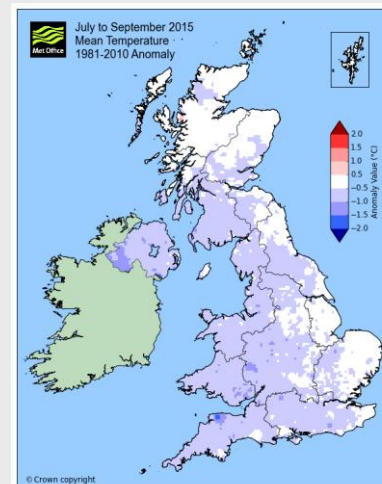 Met Office
July to September 2015
Mean Temperature
1981-2010 Anomaly
2.0
1.5
1.0
0.5
−0.5
−1.0
−1.5
−2.0
Anomaly Value (°C)
© Crown copyright